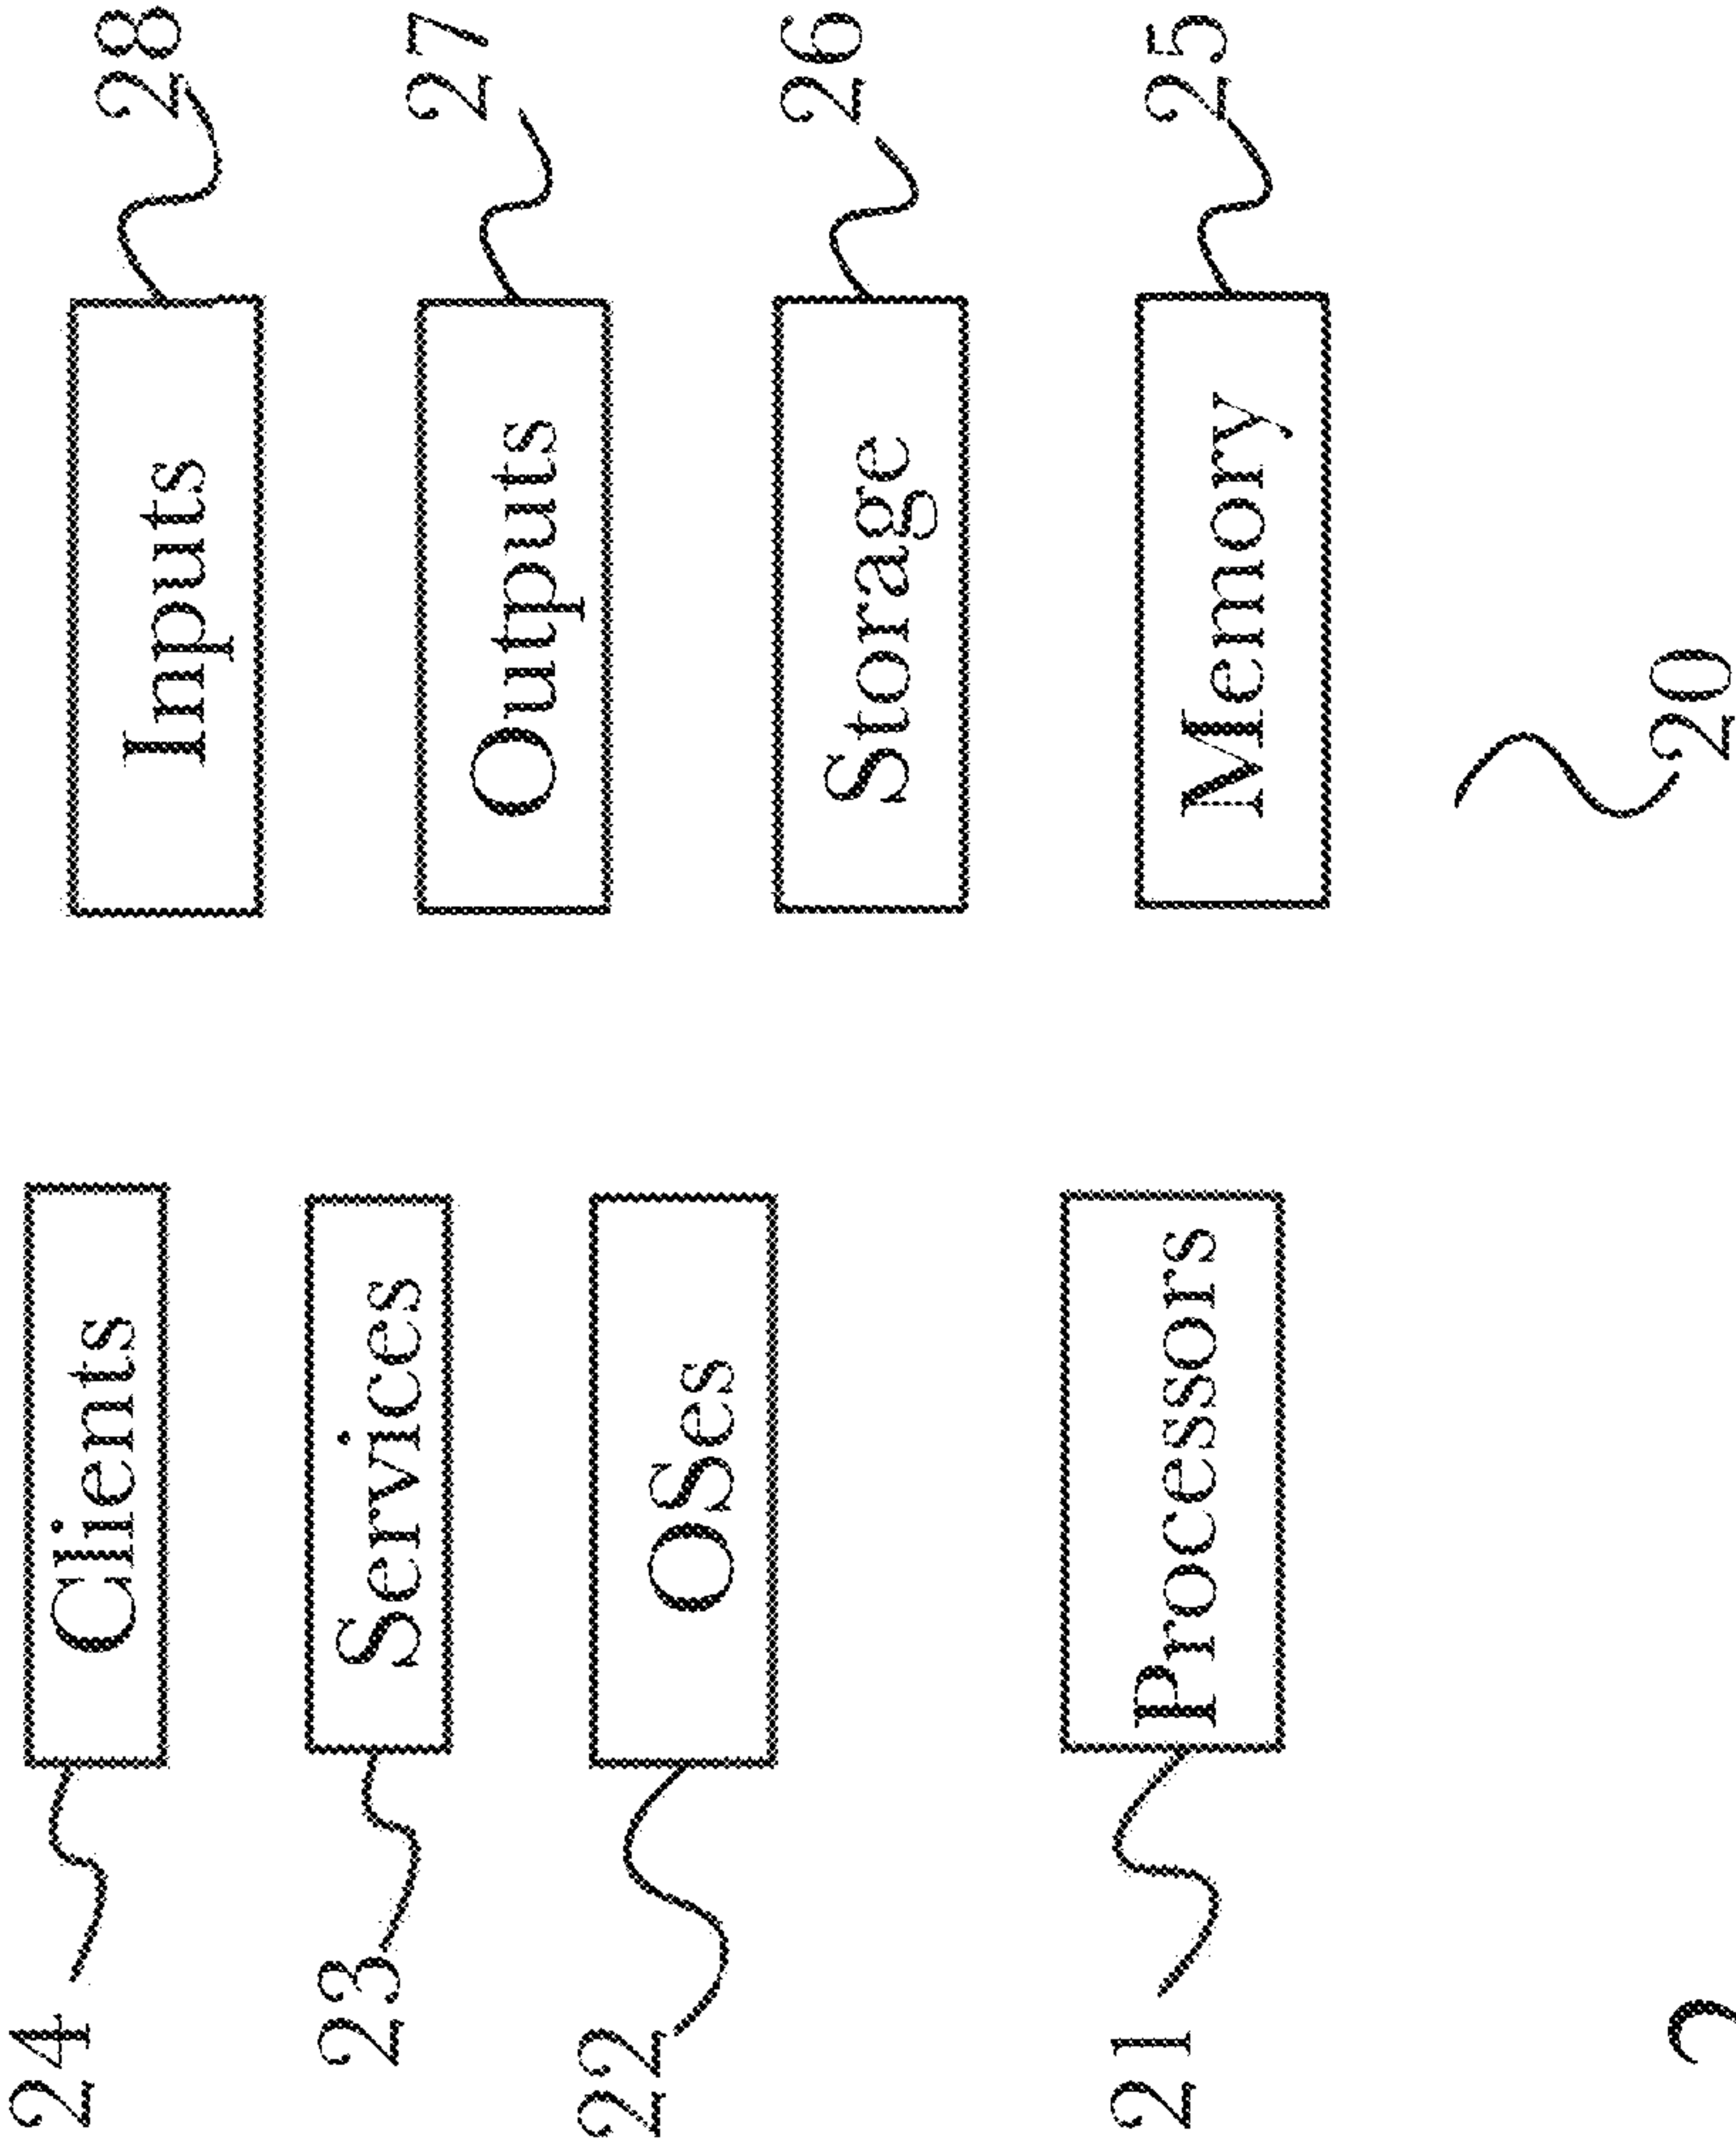 24 Clients
Inputs 28
23 Services
Outputs 27
22 OSes
Storage 26
21 Processors
Memory 25
20